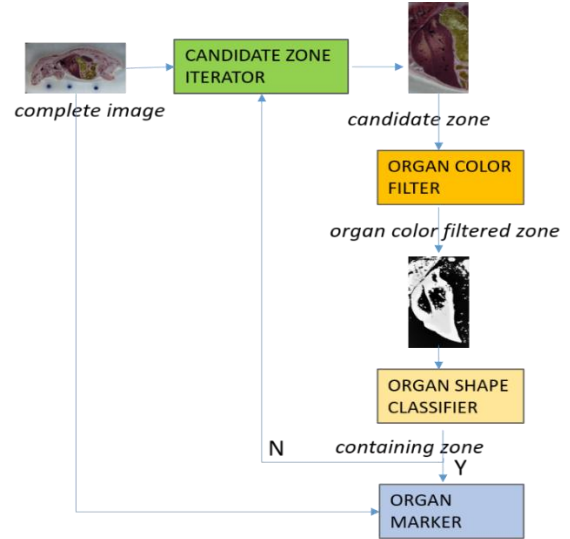 CANDIDATE ZONE
ITERATOR
complete image
candidate zone
ORGAN COLOR
FILTER
organ color filtered zone
ORGAN SHAPE
CLASSIFIER
N
containing zone
Y
ORGAN
MARKER